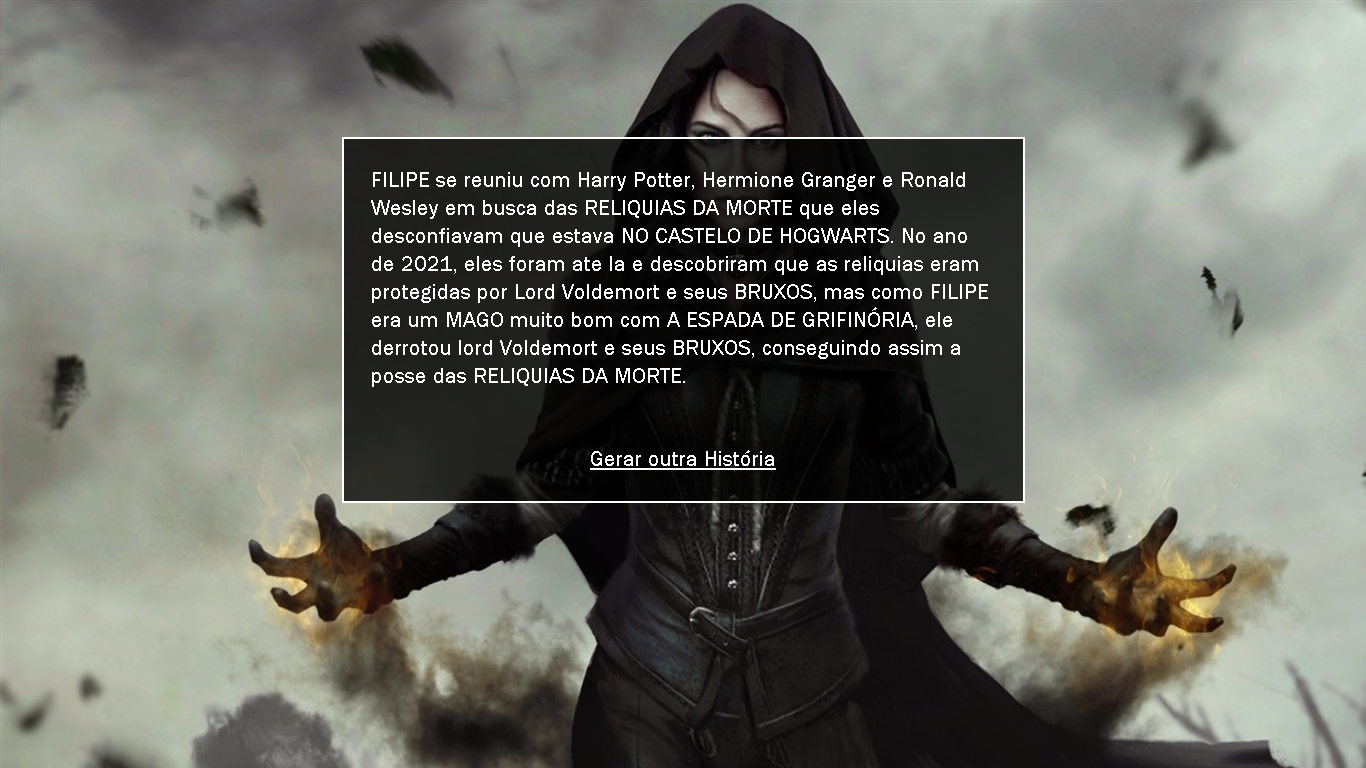 FILIPE se reuniu com Harry Potter, Hermione Granger e Ronald
Wesley em busca das RELIQUIAS DA MORTE que eles
desconfiavam que estava NO CASTELO DE HOGWARTS. No ano
de 2021, eles foram ate la e descobriram que as reliquias eram
protegidas por Lord Voldemort e seus BRUXOS, mas como FILIPE
era um MAGO muito bom com A ESPADA DE GRIFINÓRIA, ele
derrotou lord Voldemort e seus BRUXOS, conseguindo assim a
posse das RELIQUIAS DA MORTE.
Gerar outra História